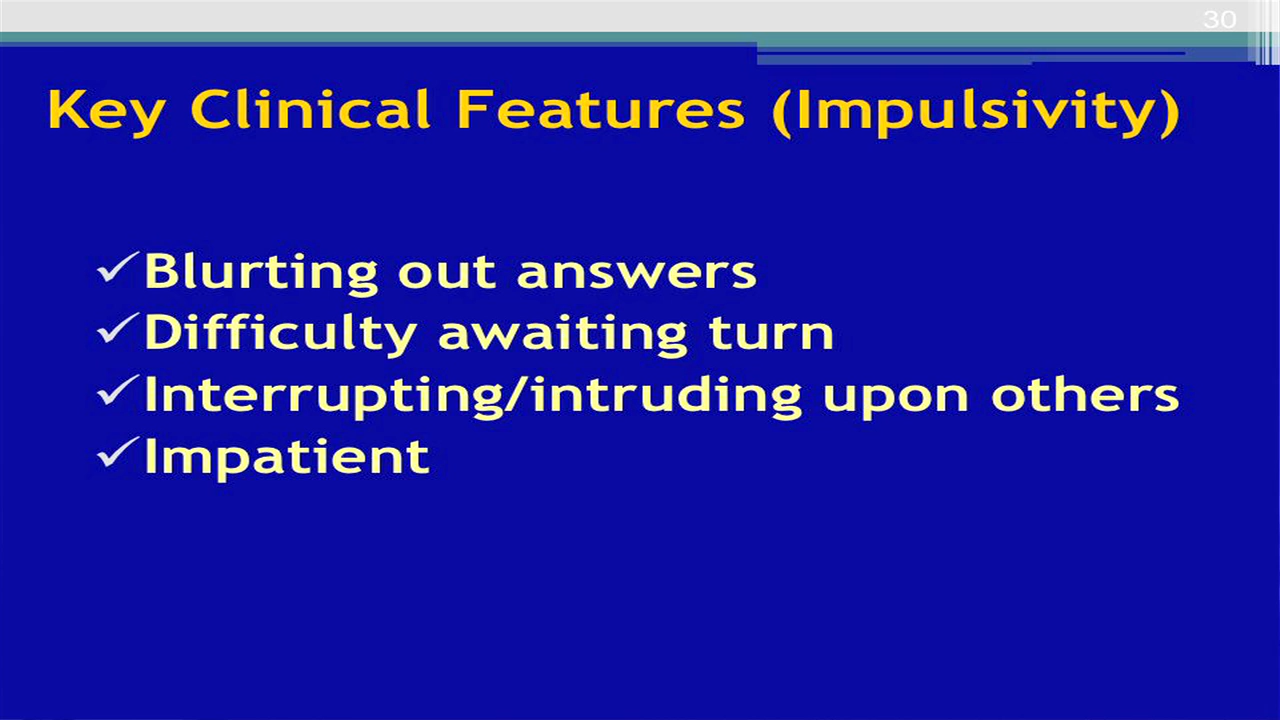 30
Key Clinical Features (Impulsivity)
✓Blurting out answers
✓Difficulty awaiting turn
✓Interrupting/intruding upon others
✓Impatient